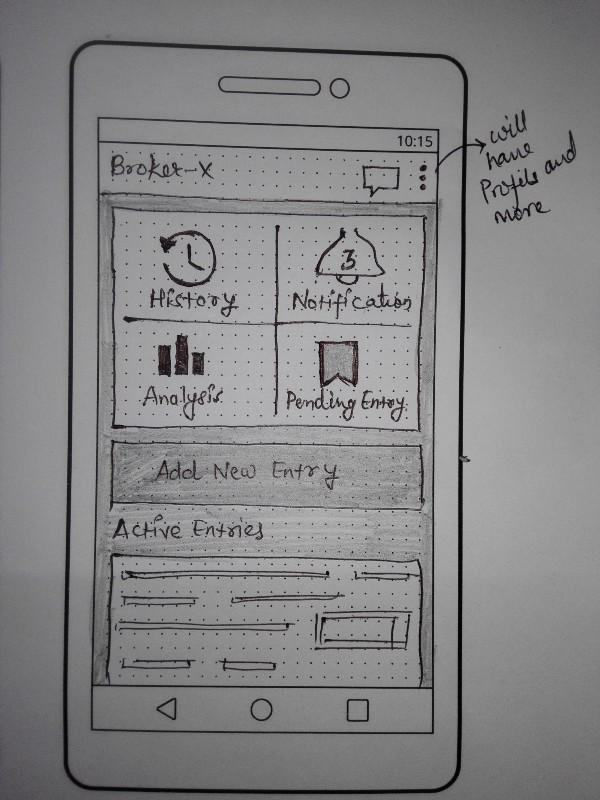 10:15
Broker-X
will
have
Profile and
more
3
History
Notification
Analysis
Pending Entry
Add New Entry
Active Entries